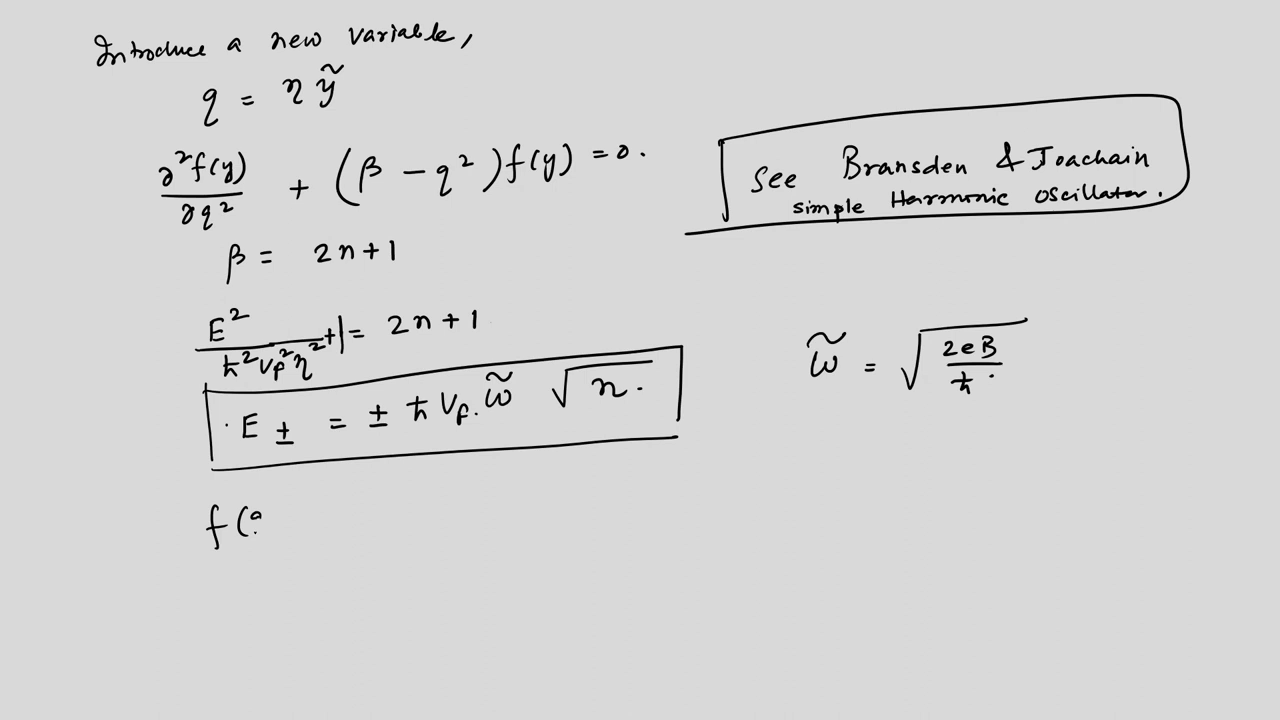 Introduce a new variable,
q = η ỹ
∂²f(y)/∂q² + (β − q²)f(y) = 0.
See Bransden & Joachain
simple Harmonic Oscillator.
β = 2n+1
E²/ħ²v_f²η² + 1 = 2n+1
ω̃ = √(2eB/ħ).
. E± = ± ħ v_f. ω̃ √n.
f(